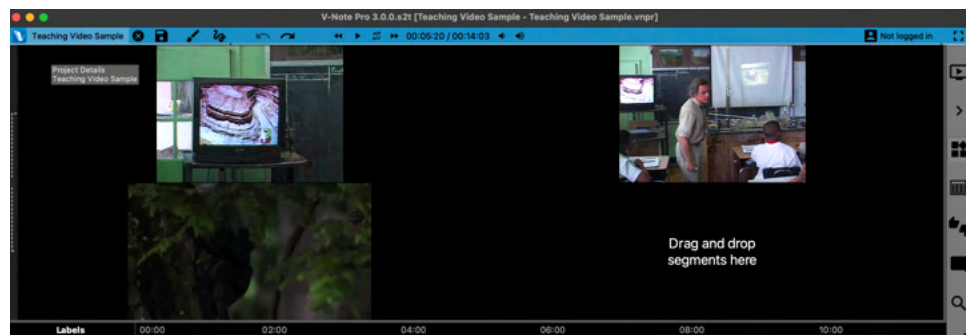 V-Note Pro 3.0.0.s2t [Teaching Video Sample - Teaching Video Sample.vnpr]
Teaching Video Sample 00:05:20 / 00:14:03 Not logged in
Project Details
Teaching Video Sample
Drag and drop
segments here
Labels 00:00 02:00 04:00 06:00 08:00 10:00